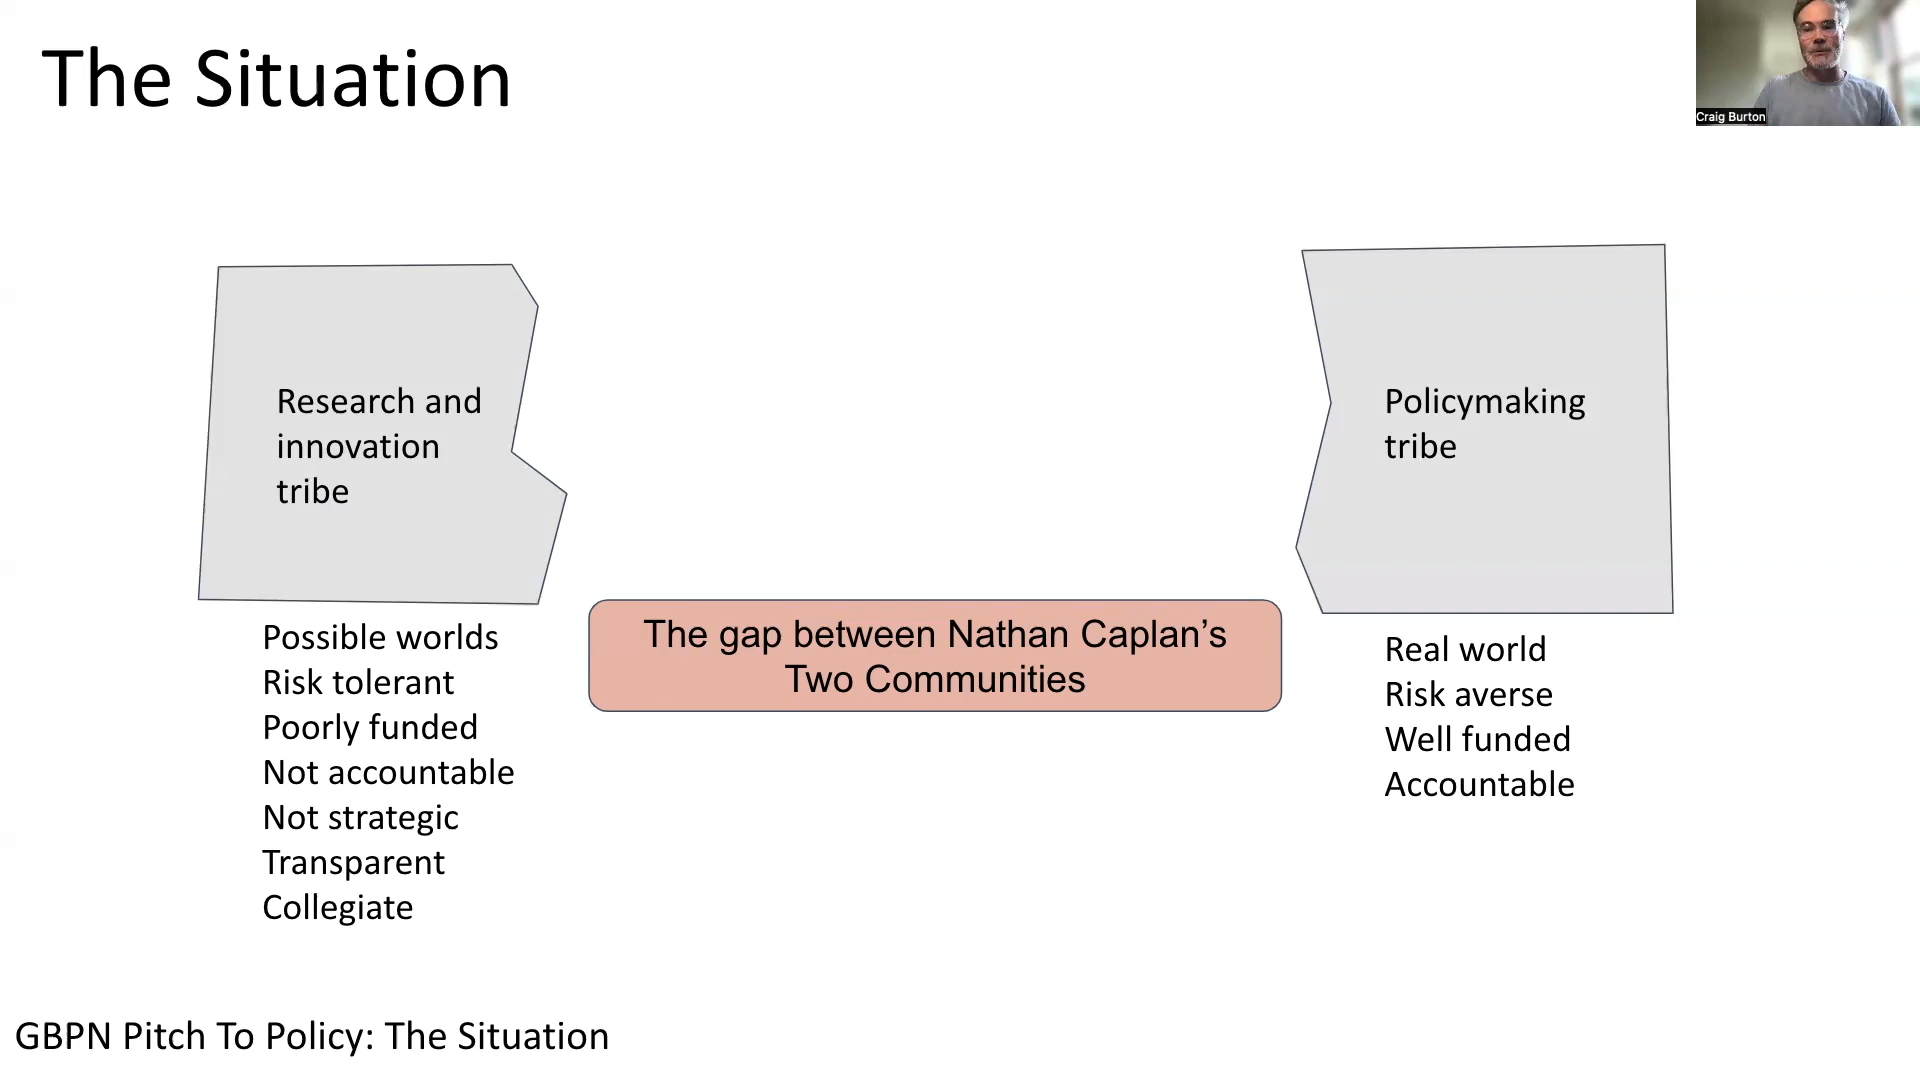 The Situation
Craig Burton
Research and
innovation
tribe
Policymaking
tribe
The gap between Nathan Caplan’s
Two Communities
Possible worlds
Risk tolerant
Poorly funded
Not accountable
Not strategic
Transparent
Collegiate
Real world
Risk averse
Well funded
Accountable
GBPN Pitch To Policy: The Situation